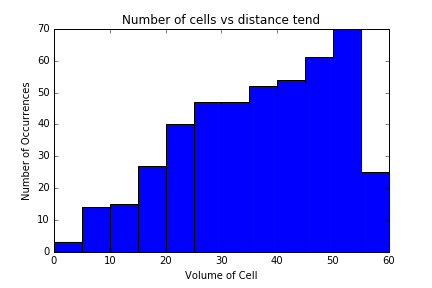 Number of cells vs distance tend
70
60
50
40
30
20
10
0
Number of Occurrences
0 10 20 30 40 50 60
Volume of Cell